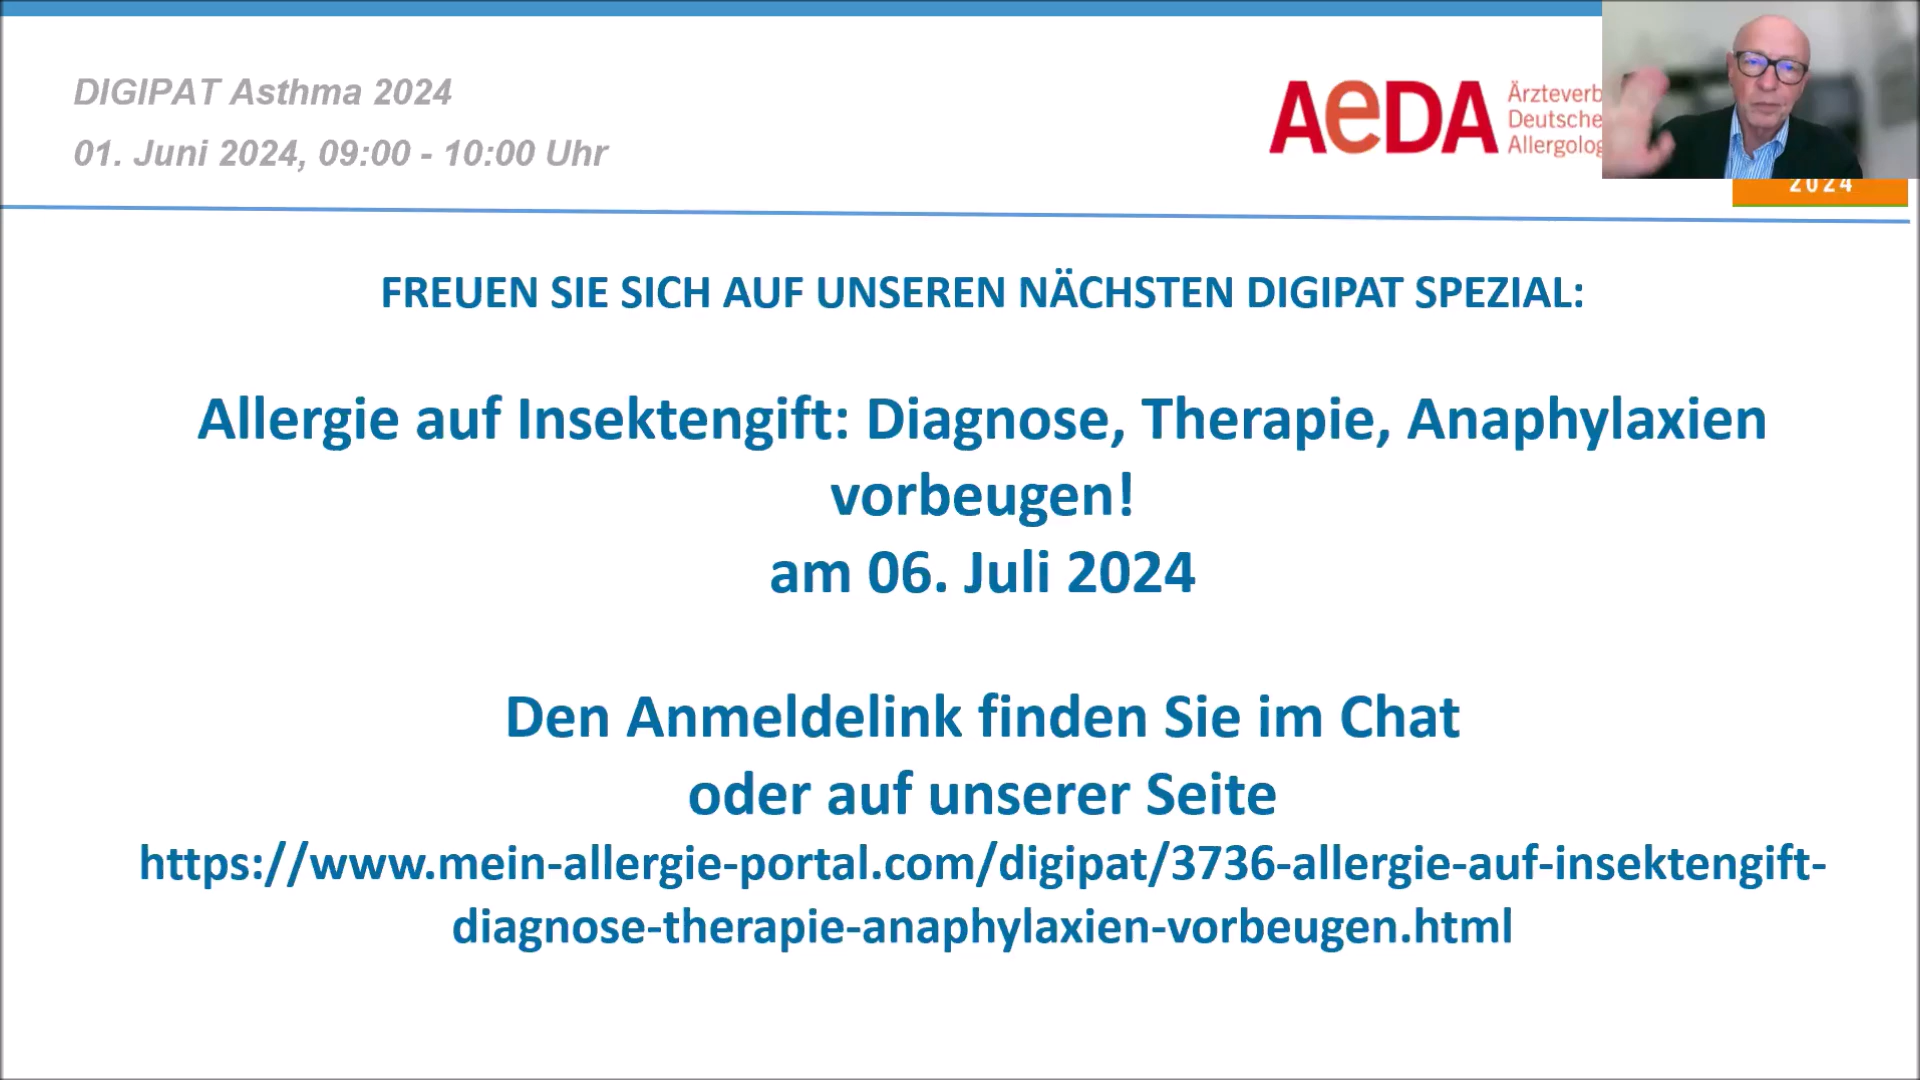 DIGIPAT Asthma 2024
01. Juni 2024, 09:00 - 10:00 Uhr
AeDA
2024
FREUEN SIE SICH AUF UNSEREN NÄCHSTEN DIGIPAT SPEZIAL:
Allergie auf Insektengift: Diagnose, Therapie, Anaphylaxien
vorbeugen!
am 06. Juli 2024
Den Anmeldelink finden Sie im Chat
oder auf unserer Seite
https://www.mein-allergie-portal.com/digipat/3736-allergie-auf-insektengift-
diagnose-therapie-anaphylaxien-vorbeugen.html